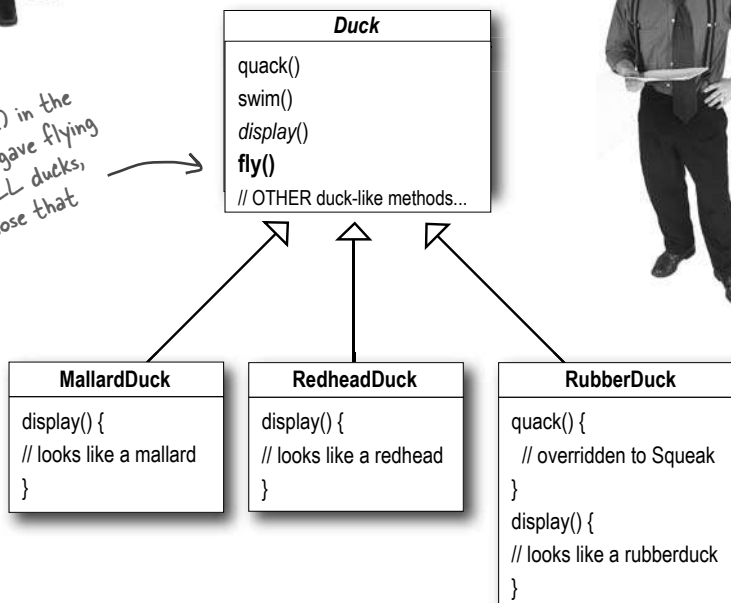 Duck
quack()
swim()
display()
fly()
// OTHER duck-like methods...
) in the
gave flying
LL ducks,
ose that
MallardDuck
display() {
// looks like a mallard
}
RedheadDuck
display() {
// looks like a redhead
}
RubberDuck
quack() {
// overridden to Squeak
}
display() {
// looks like a rubberduck
}